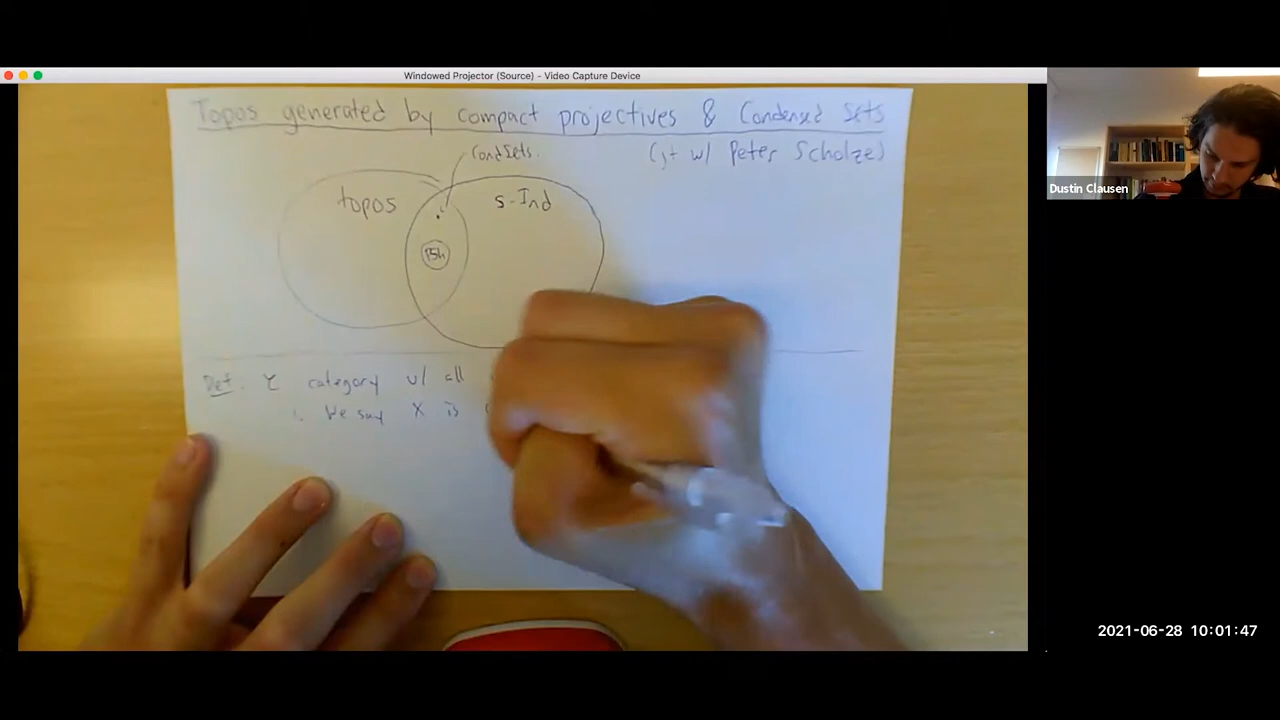 Windowed Projector (Source) - Video Capture Device
Topos generated by compact projectives & Condensed Sets
(jt w/ Peter Scholze)
CondSets.
topos
s-Ind
PSh
Def: category w/ all
We say X is
Dustin Clausen
2021-06-28 10:01:47